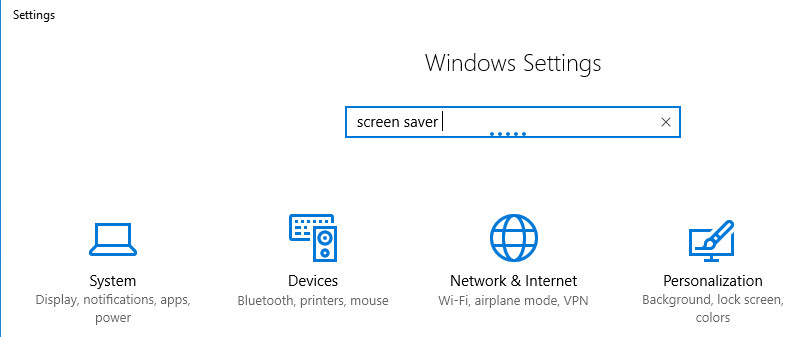 Settings
Windows Settings
screen saver
System
Display, notifications, apps,
power
Devices
Bluetooth, printers, mouse
Network & Internet
Wi-Fi, airplane mode, VPN
Personalization
Background, lock screen,
colors